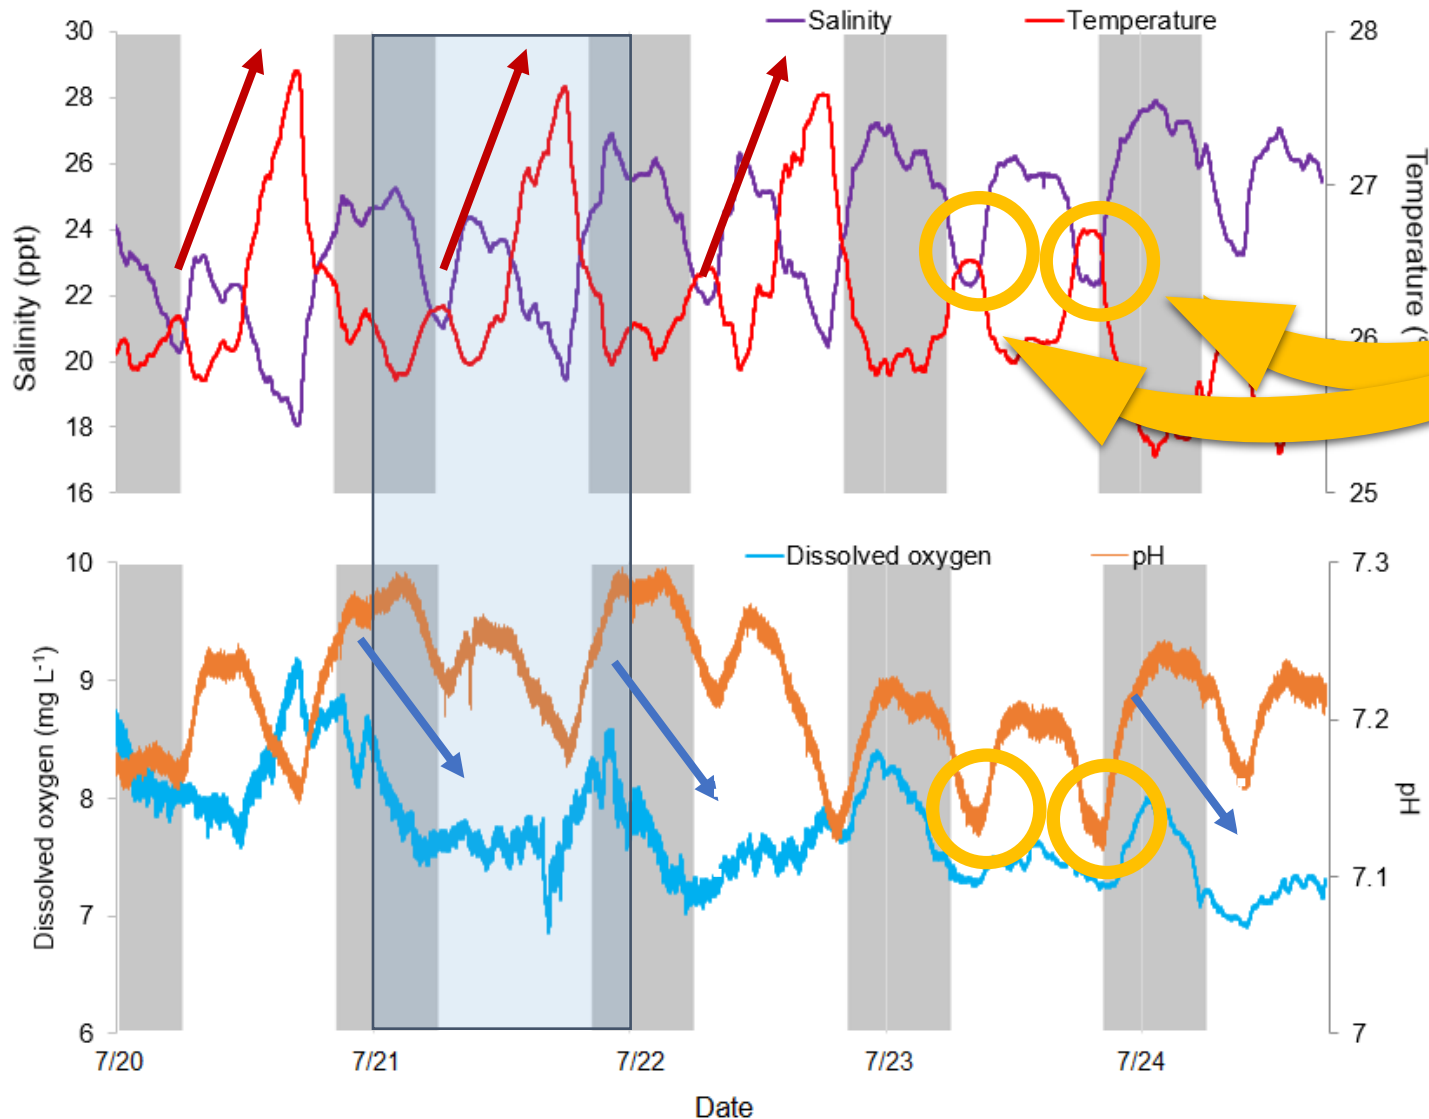 Salinity
Temperature
30
28
26
24
22
20
18
16
Salinity (ppt)
28
27
26
25
Temperature (
Dissolved oxygen
pH
10
9
8
7
6
Dissolved oxygen (mg L-1)
7.3
7.2
7.1
7
pH
7/20
7/21
7/22
7/23
7/24
Date